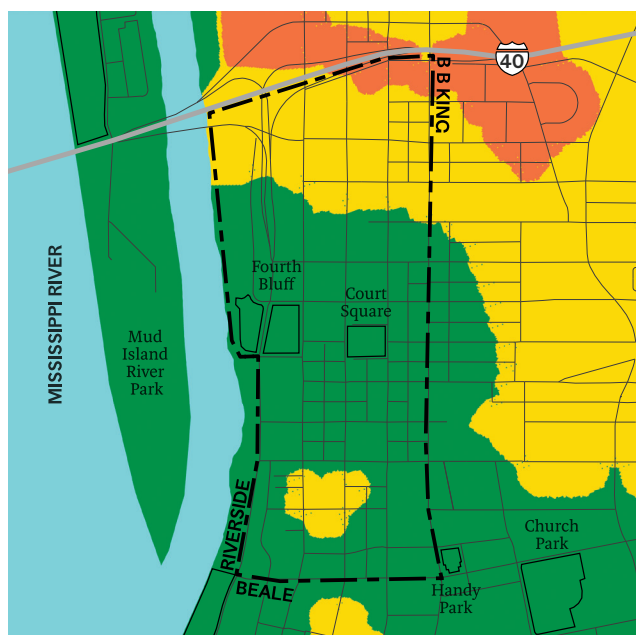 40
B B KING
MISSISSIPPI RIVER
Fourth
Bluff
Court
Square
Mud
Island
River
Park
RIVERSIDE
BEALE
Church
Park
Handy
Park